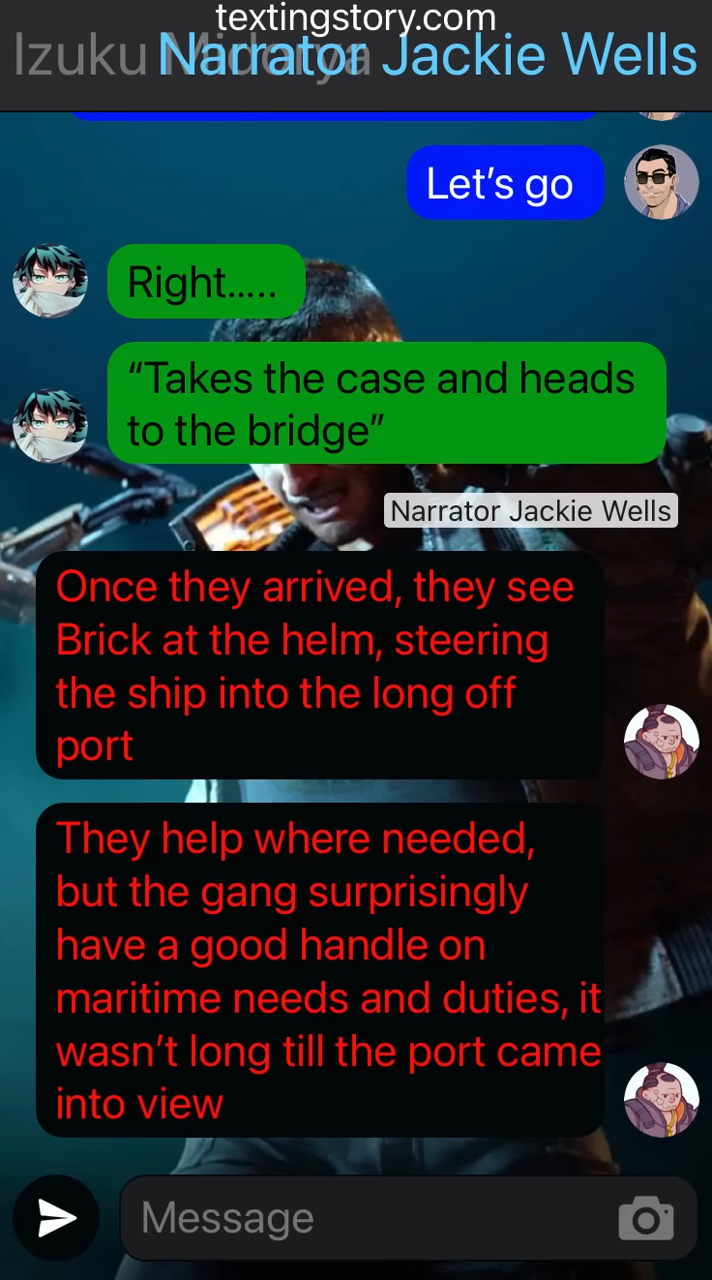 textingstory.com
Izuku Midorya
Narrator Jackie Wells
Let’s go
Right.....
“Takes the case and heads
to the bridge”
Narrator Jackie Wells
Once they arrived, they see
Brick at the helm, steering
the ship into the long off
port
They help where needed,
but the gang surprisingly
have a good handle on
maritime needs and duties, it
wasn’t long till the port came
into view
Message